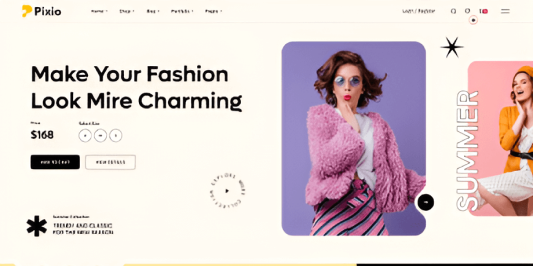 Pixio
Home
Shop
Blog
Portfolio
Pages
Login / Register
Make Your Fashion
Look Mire Charming
Price
$168
Select Size
ADD TO CART
VIEW DETAILS
EXPLORE MORE
COLLECTION
SUMMER
Summer Collection
TRENDY AND CLASSIC
FOR THE NEW SEASON